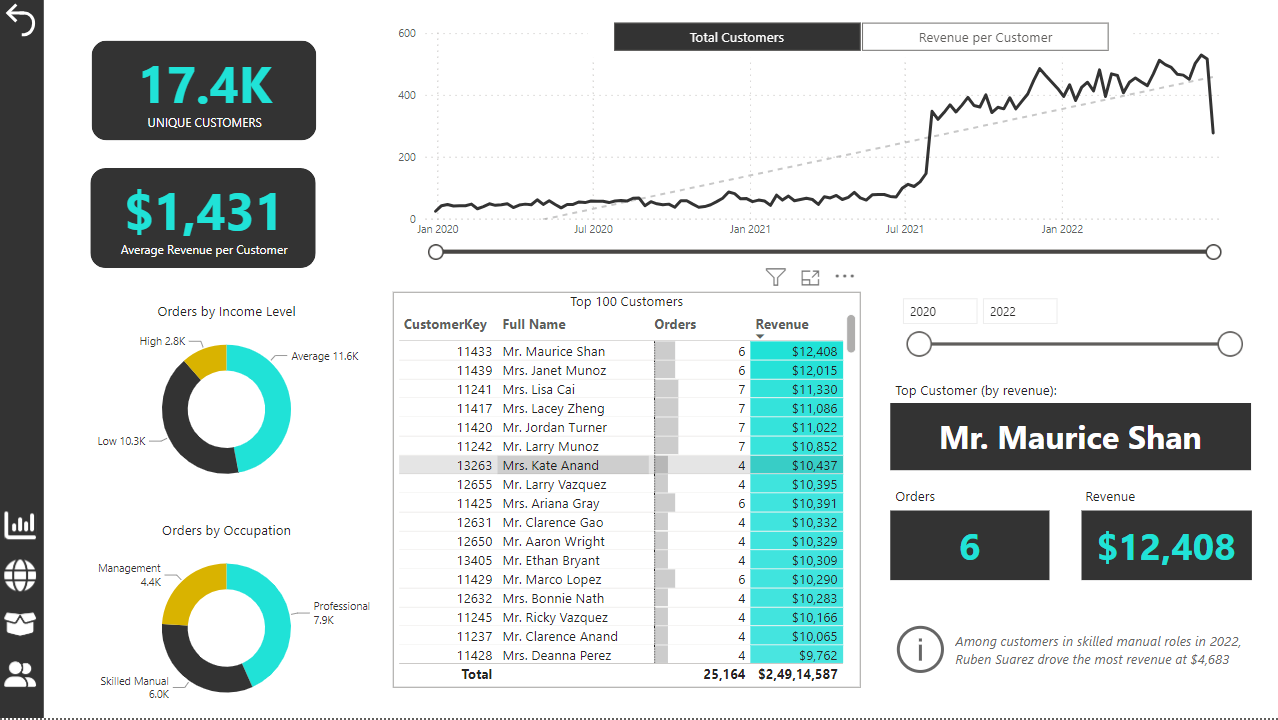 17.4K
UNIQUE CUSTOMERS
$1,431
Average Revenue per Customer
Total Customers
Revenue per Customer
600
400
200
0
Jan 2020
Jul 2020
Jan 2021
Jul 2021
Jan 2022
Orders by Income Level
High 2.8K
Average 11.6K
Low 10.3K
Orders by Occupation
Management
4.4K
Professional
7.9K
Skilled Manual
6.0K
Top 100 Customers
CustomerKey Full Name Orders Revenue
11433 Mr. Maurice Shan 6 $12,408
11439 Mrs. Janet Munoz 6 $12,015
11241 Mrs. Lisa Cai 7 $11,330
11417 Mrs. Lacey Zheng 7 $11,086
11420 Mr. Jordan Turner 7 $11,022
11242 Mr. Larry Munoz 7 $10,852
13263 Mrs. Kate Anand 4 $10,437
12655 Mr. Larry Vazquez 4 $10,395
11425 Mrs. Ariana Gray 6 $10,391
12631 Mr. Clarence Gao 4 $10,332
12650 Mr. Aaron Wright 4 $10,329
13405 Mr. Ethan Bryant 4 $10,309
11429 Mr. Marco Lopez 6 $10,290
12632 Mrs. Bonnie Nath 4 $10,283
11245 Mr. Ricky Vazquez 4 $10,166
11237 Mr. Clarence Anand 4 $10,065
11428 Mrs. Deanna Perez 4 $9,762
Total 25,164 $2,49,14,587
2020
2022
Top Customer (by revenue):
Mr. Maurice Shan
Orders
Revenue
6
$12,408
Among customers in skilled manual roles in 2022,
Ruben Suarez drove the most revenue at $4,683